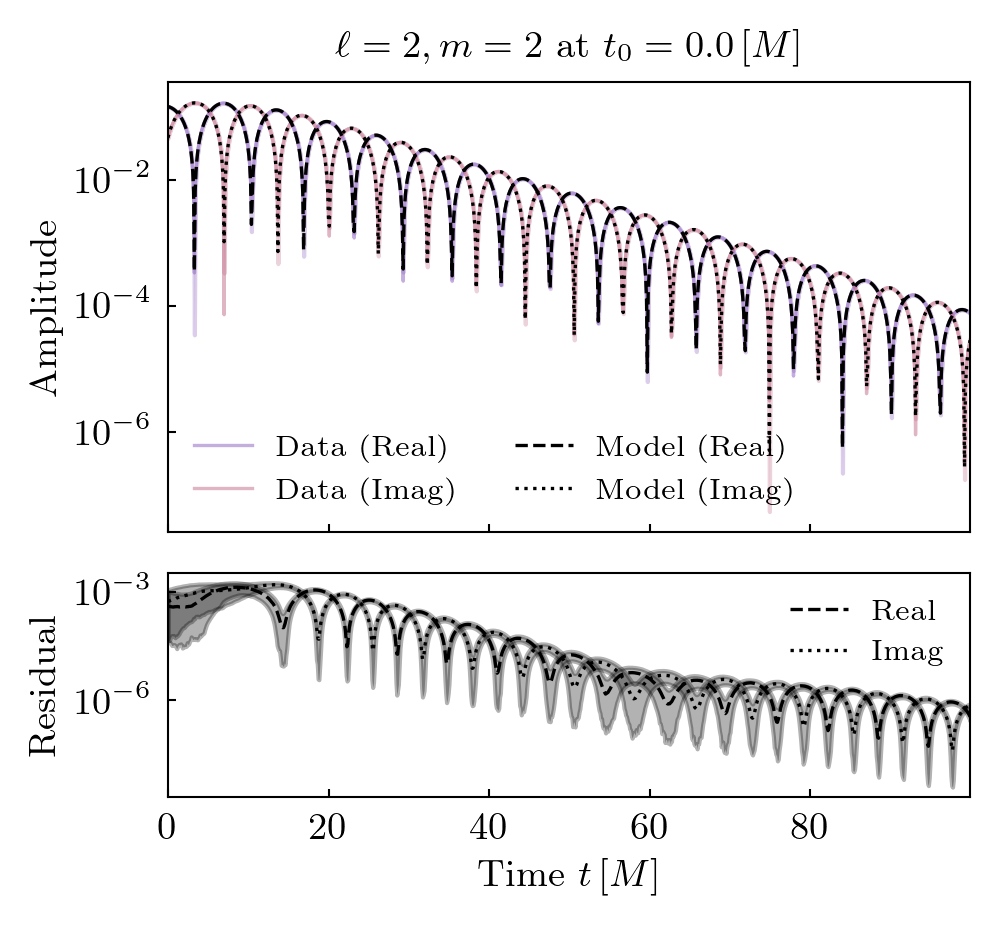 ℓ = 2, m = 2 at t₀ = 0.0 [M]
Amplitude
10⁻²
10⁻⁴
10⁻⁶
Data (Real)
Data (Imag)
Model (Real)
Model (Imag)
Residual
10⁻³
10⁻⁶
Real
Imag
0 20 40 60 80
Time t [M]